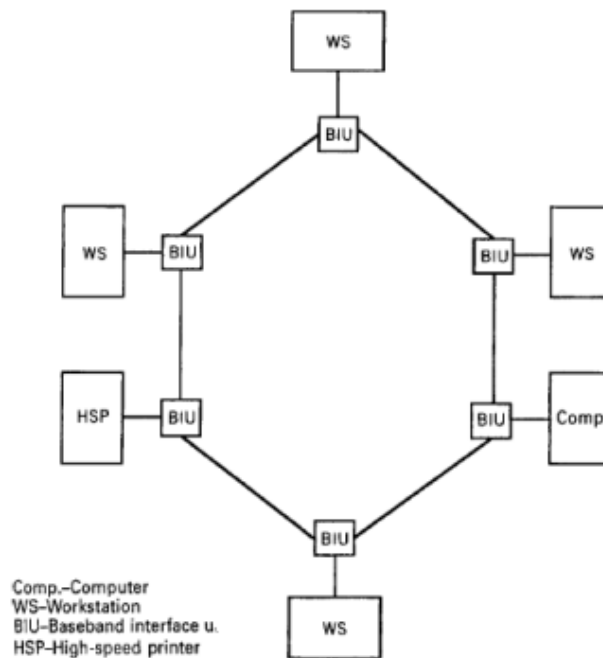 WS
BIU
WS
BIU
BIU
WS
HSP
BIU
BIU
Comp.
BIU
WS
Comp.–Computer
WS–Workstation
BIU–Baseband interface u.
HSP–High-speed printer